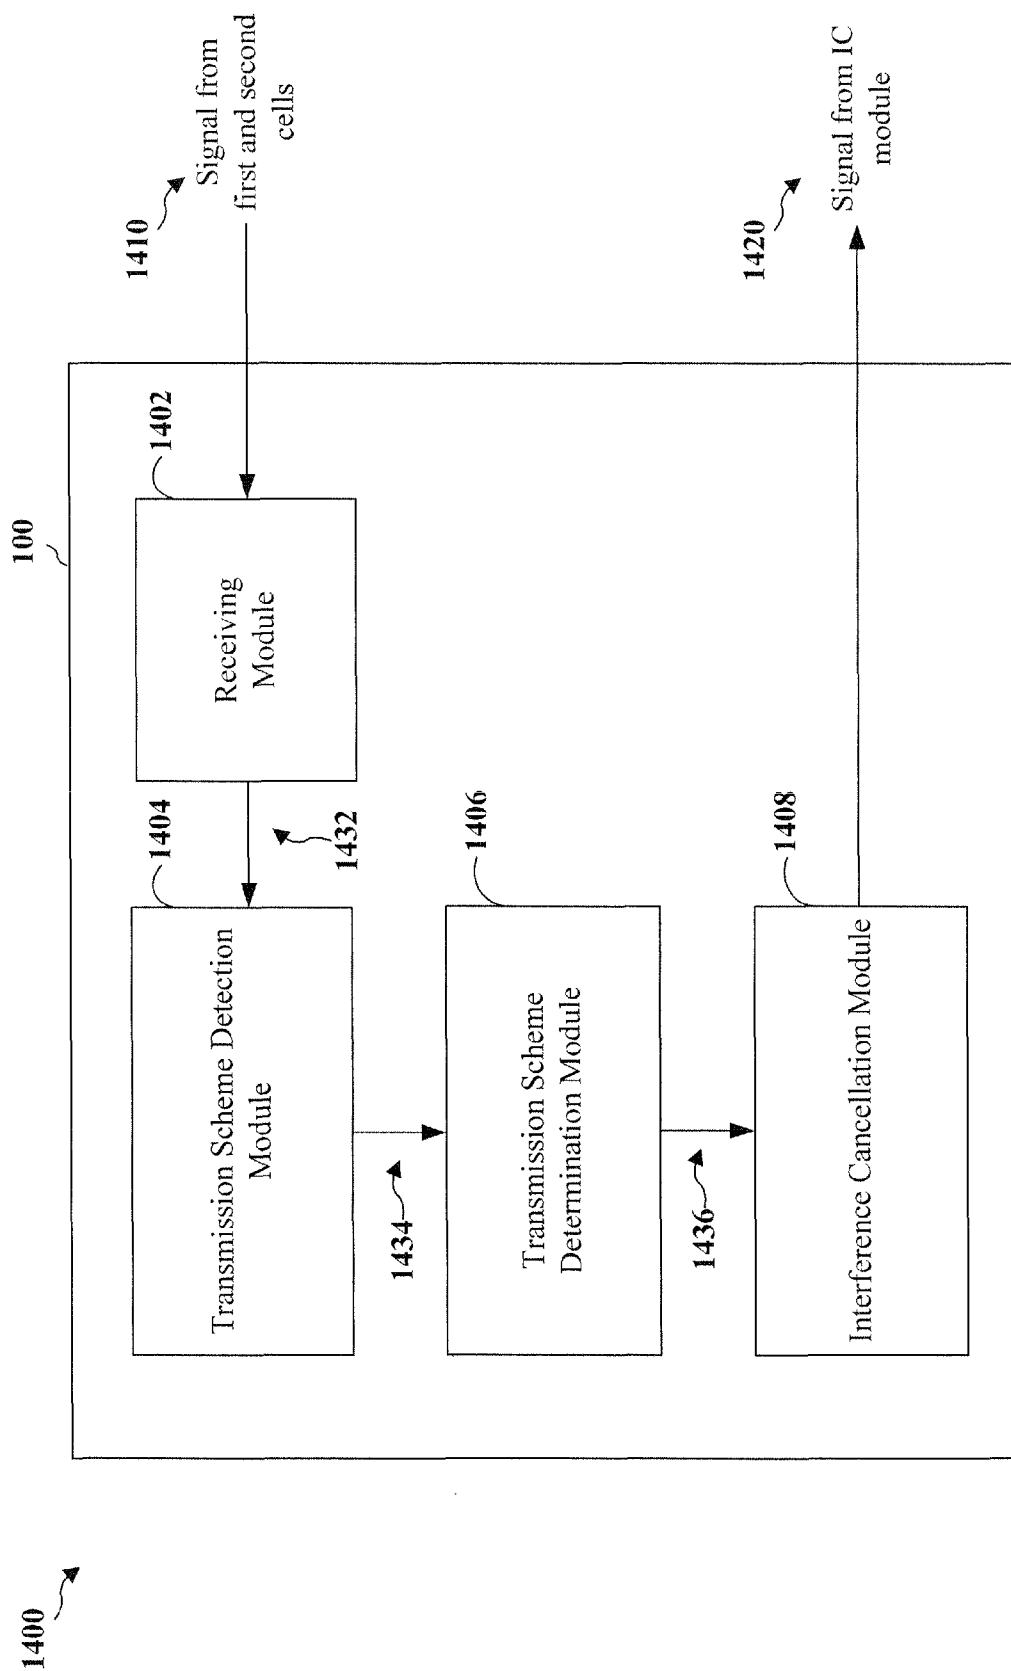 1400
100
1410
Signal from
first and second
cells
1402
Receiving
Module
1432
1404
Transmission Scheme Detection
Module
1434
1406
Transmission Scheme
Determination Module
1436
1408
Interference Cancellation Module
1420
Signal from IC
module